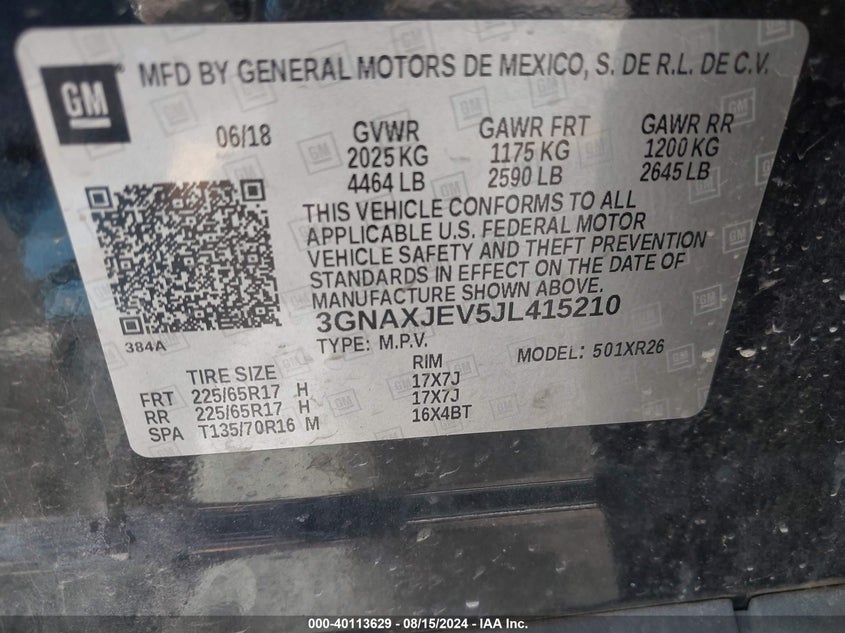 GM
MFD BY GENERAL MOTORS DE MEXICO, S. DE R.L. DE C.V.
06/18 GVWR GAWR FRT GAWR RR
2025 KG 1175 KG 1200 KG
4464 LB 2590 LB 2645 LB
THIS VEHICLE CONFORMS TO ALL
APPLICABLE U.S. FEDERAL MOTOR
VEHICLE SAFETY AND THEFT PREVENTION
STANDARDS IN EFFECT ON THE DATE OF
MANUFACTURE SHOWN ABOVE.
3GNAXJEV5JL415210
384A
TYPE: M.P.V. MODEL: 501XR26
TIRE SIZE RIM
FRT 225/65R17 H 17X7J
RR 225/65R17 H 17X7J
SPA T135/70R16 M 16X4BT
000-40113629 - 08/15/2024 - IAA Inc.